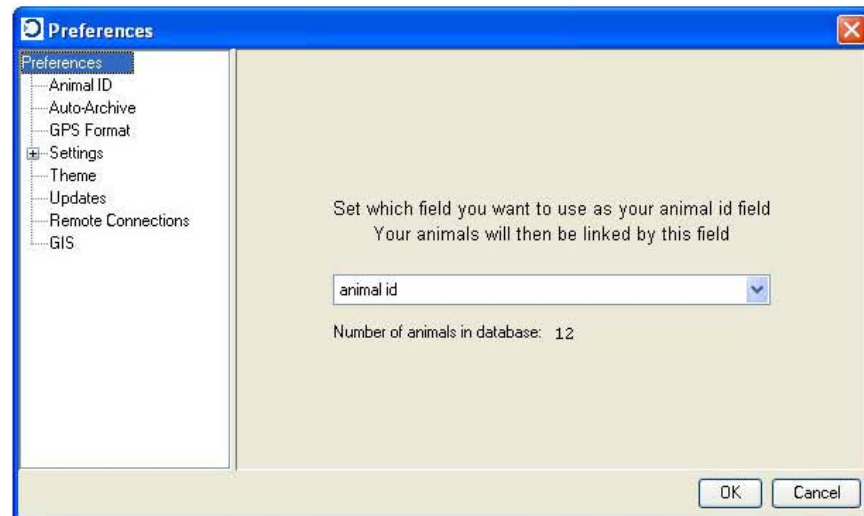 Preferences
Preferences
Animal ID
Auto-Archive
GPS Format
Settings
Theme
Updates
Remote Connections
GIS
Set which field you want to use as your animal id field
Your animals will then be linked by this field
animal id
Number of animals in database: 12
OK
Cancel